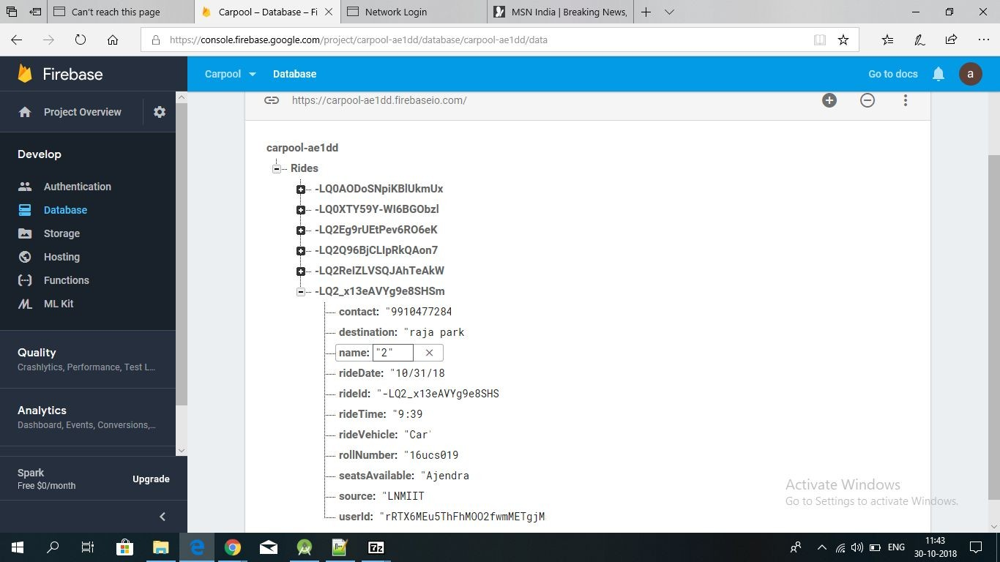 Can't reach this page
Carpool – Database – Fi
Network Login
MSN India | Breaking News,
https://console.firebase.google.com/project/carpool-ae1dd/database/carpool-ae1dd/data
Firebase
Carpool
Database
Go to docs
a
Project Overview
https://carpool-ae1dd.firebaseio.com/
Develop
Authentication
Database
Storage
Hosting
Functions
ML Kit
Quality
Crashlytics, Performance, Test L...
Analytics
Dashboard, Events, Conversions,...
Spark
Free $0/month
Upgrade
carpool-ae1dd
Rides
-LQ0AODoSNpiKBlUkmUx
-LQ0XTY59Y-WI6BGObzl
-LQ2Eg9rUEtPev6RO6eK
-LQ2Q96BjCLIpRkQAon7
-LQ2ReIZLVSQJAhTeAkW
-LQ2_x13eAVYg9e8SHSm
contact: "9910477284
destination: "raja park
name: "2"
rideDate: "10/31/18
rideId: "-LQ2_x13eAVYg9e8SHS
rideTime: "9:39
rideVehicle: "Car'
rollNumber: "16ucs019
seatsAvailable: "Ajendra
source: "LNMIIT
userId: "rRTX6MEu5ThFhMOO2fwmMETgjM
Activate Windows
Go to Settings to activate Windows.
ENG
11:43
30-10-2018